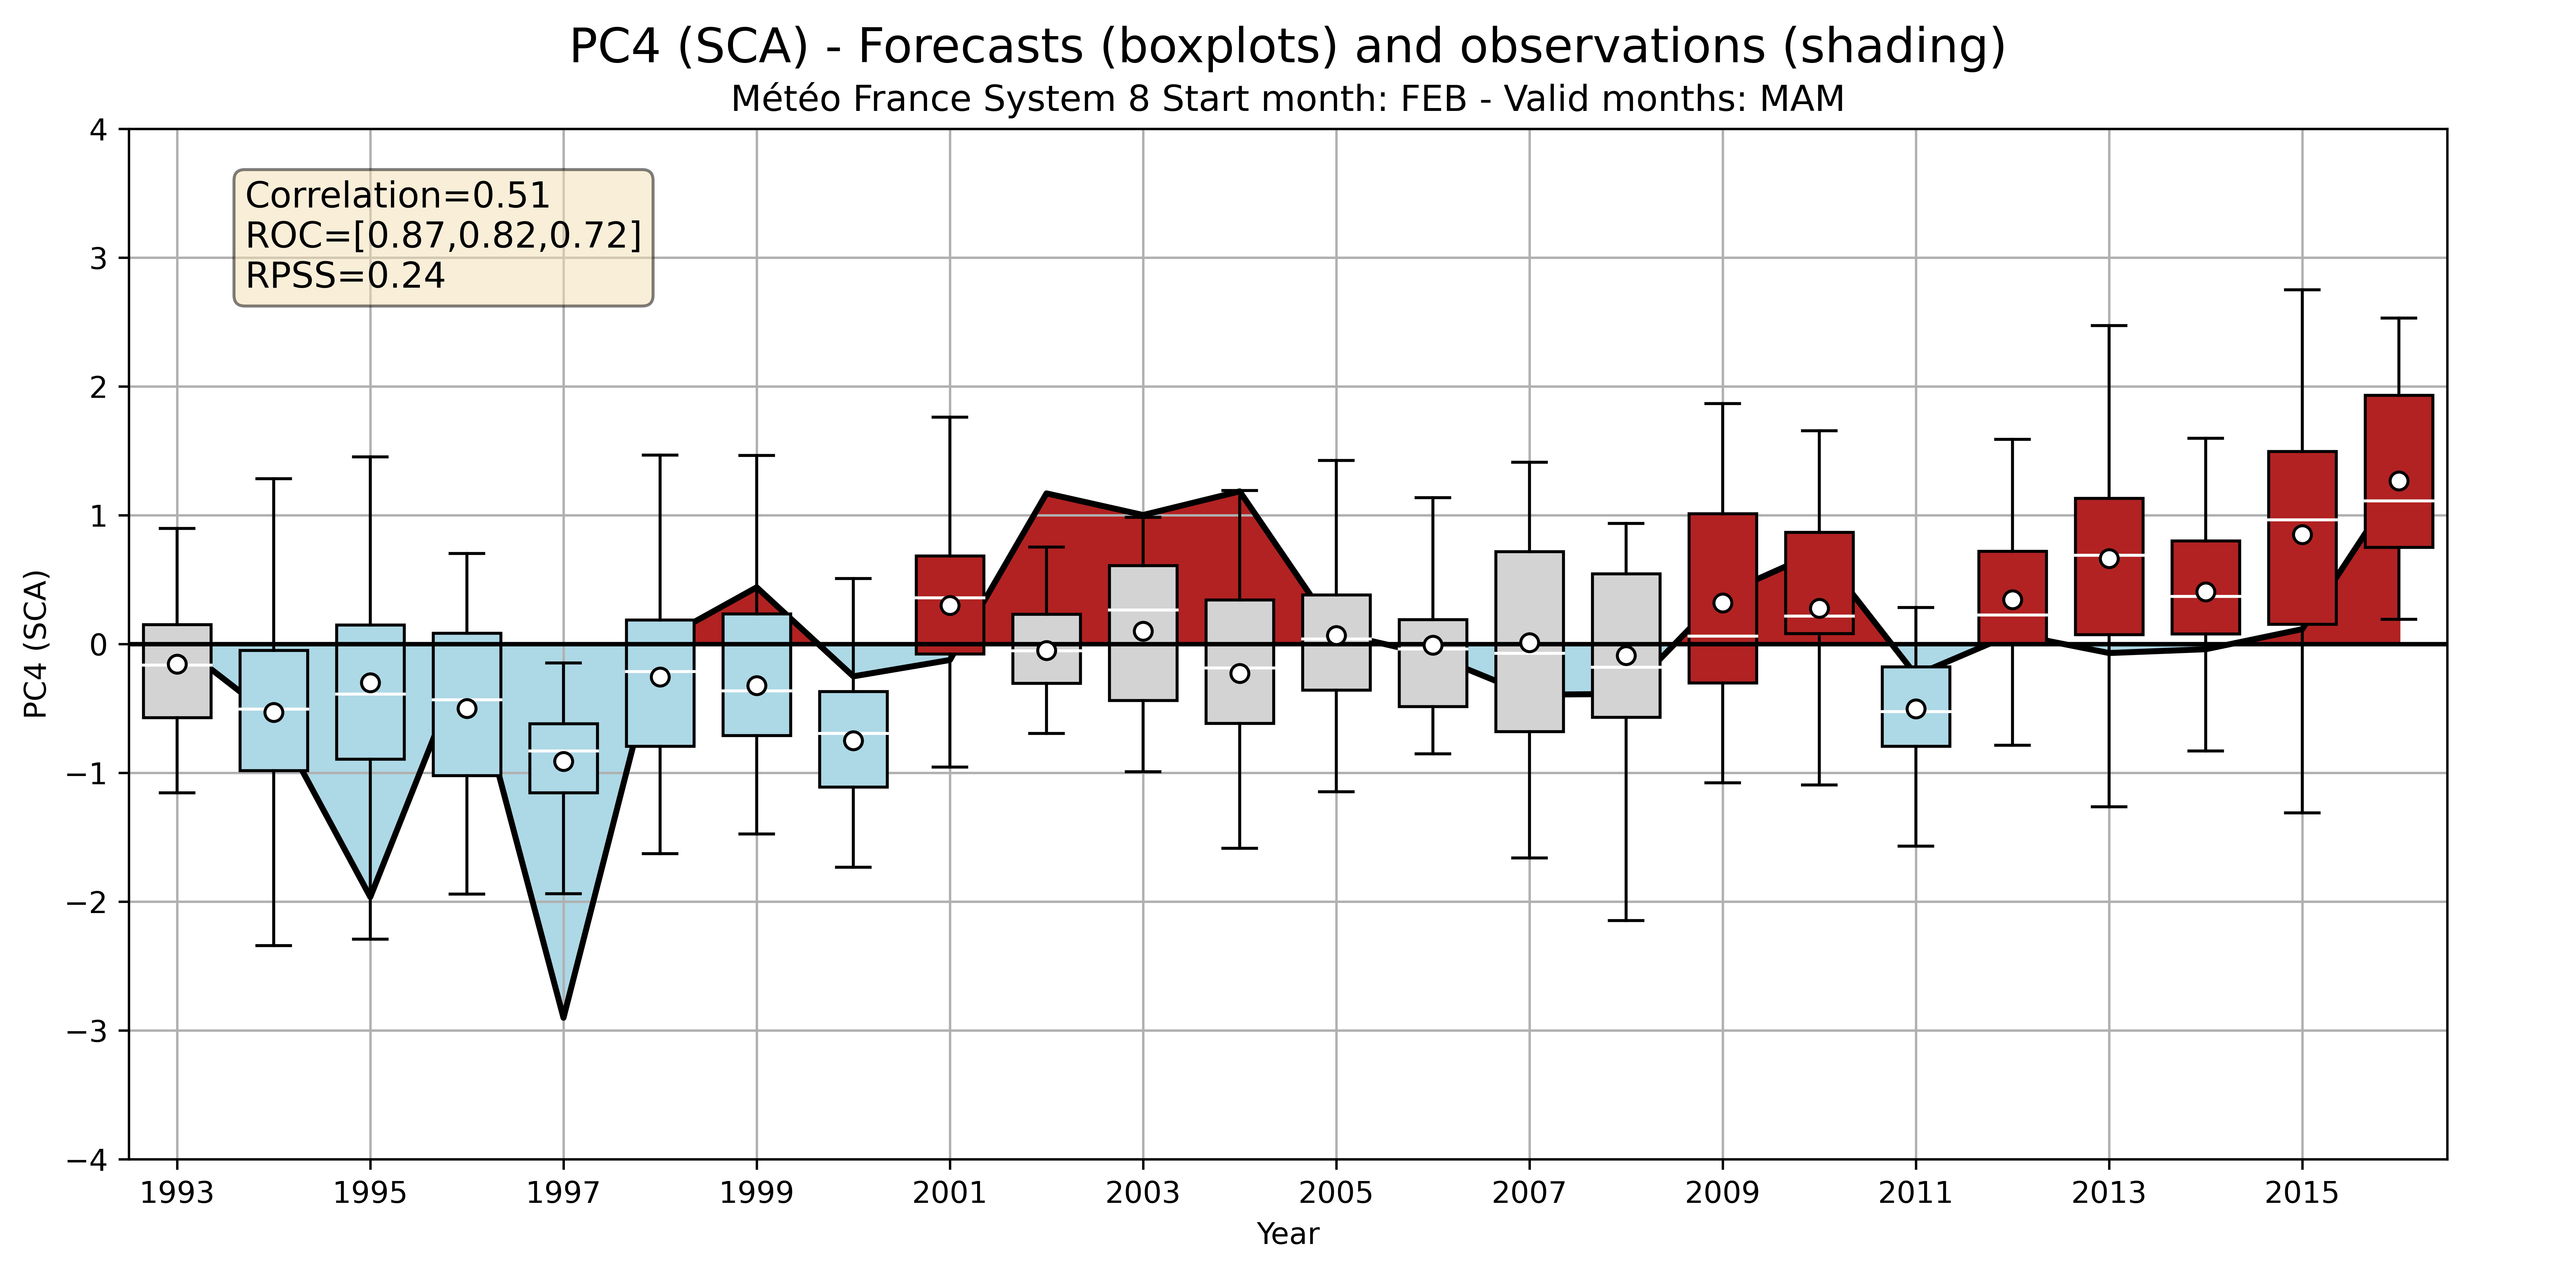 PC4 (SCA) - Forecasts (boxplots) and observations (shading)
Météo France System 8 Start month: FEB - Valid months: MAM
Correlation=0.51
ROC=[0.87,0.82,0.72]
RPSS=0.24
PC4 (SCA)
4
3
2
1
0
−1
−2
−3
−4
1993 1995 1997 1999 2001 2003 2005 2007 2009 2011 2013 2015
Year